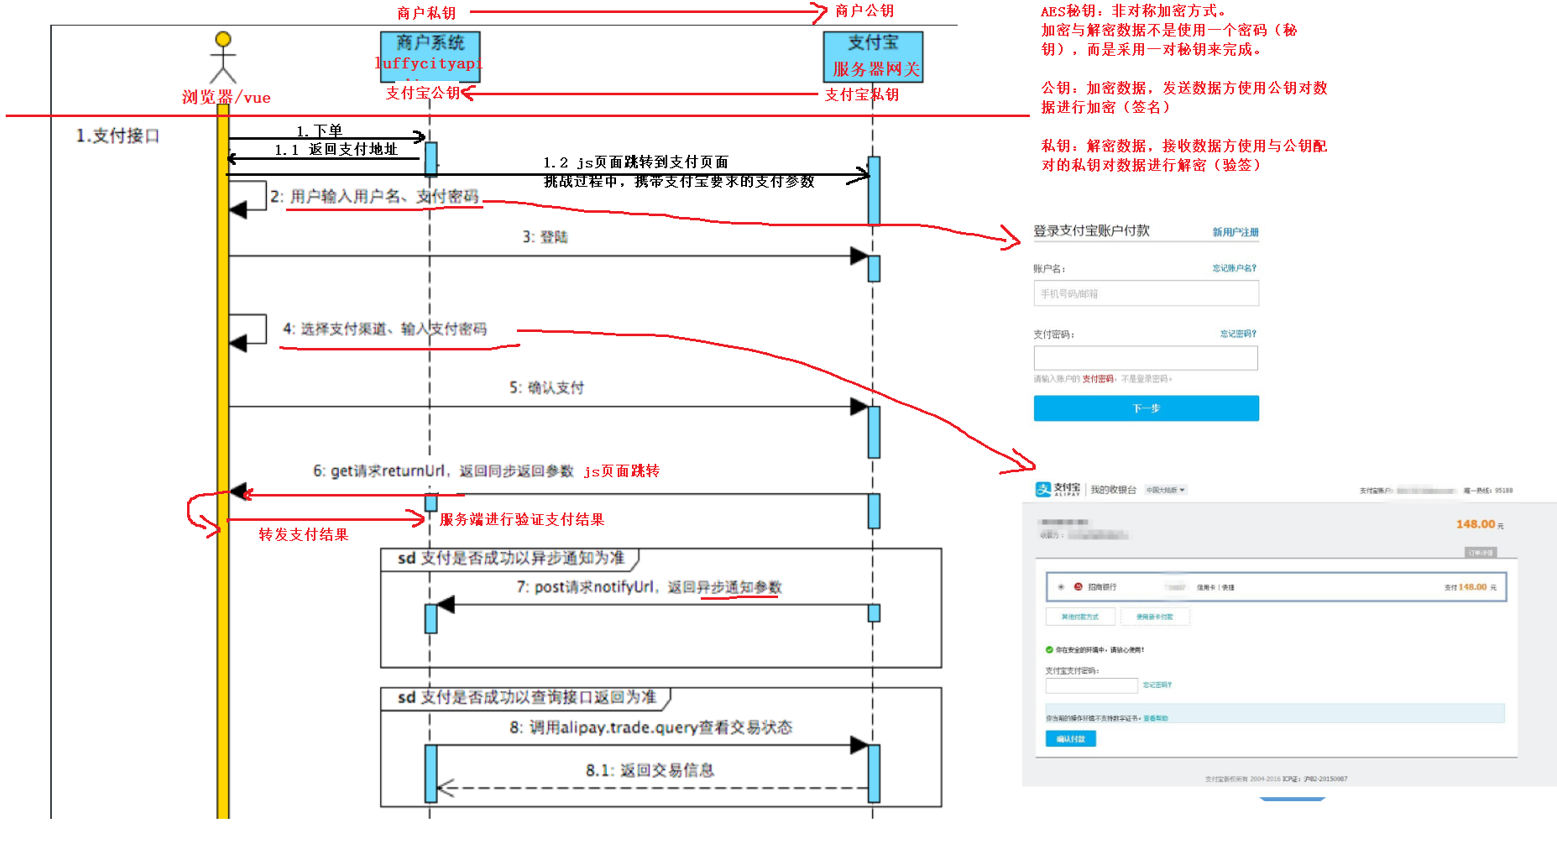 商户私钥
商户公钥
商户系统
luffycityapi
支付宝
服务器网关
浏览器/vue
支付宝公钥
支付宝私钥
1.支付接口
1.下单
1.1 返回支付地址
1.2 js页面跳转到支付页面
挑战过程中，携带支付宝要求的支付参数
2: 用户输入用户名、支付密码
3: 登陆
4: 选择支付渠道、输入支付密码
5: 确认支付
6: get请求returnUrl，返回同步返回参数 js页面跳转
服务端进行验证支付结果
转发支付结果
sd 支付是否成功以异步通知为准
7: post请求notifyUrl，返回异步通知参数
sd 支付是否成功以查询接口返回为准
8: 调用alipay.trade.query查看交易状态
8.1: 返回交易信息
AES秘钥：非对称加密方式。
加密与解密数据不是使用一个密码（秘
钥），而是采用一对秘钥来完成。
公钥：加密数据，发送数据方使用公钥对数
据进行加密（签名）
私钥：解密数据，接收数据方使用与公钥配
对的私钥对数据进行解密（验签）
登录支付宝账户付款 新用户注册
账户名： 忘记账户名?
手机号码/邮箱
支付密码： 忘记密码?
请输入账户的 支付密码，不是登录密码。
下一步
支付宝 ALIPAY 我的收银台 中国大陆版
支付宝账户： 唯一热线：95188
148.00 元
收款方：
订单详情
招商银行 信用卡 | 快捷 支付 148.00 元
其他付款方式 使用新卡付款
你在安全的环境中，请放心使用！
支付宝支付密码：
忘记密码?
你当前的操作环境不支持数字证书。查看帮助
确认付款
支付宝版权所有 2004-2016 ICP证：沪B2-20150087